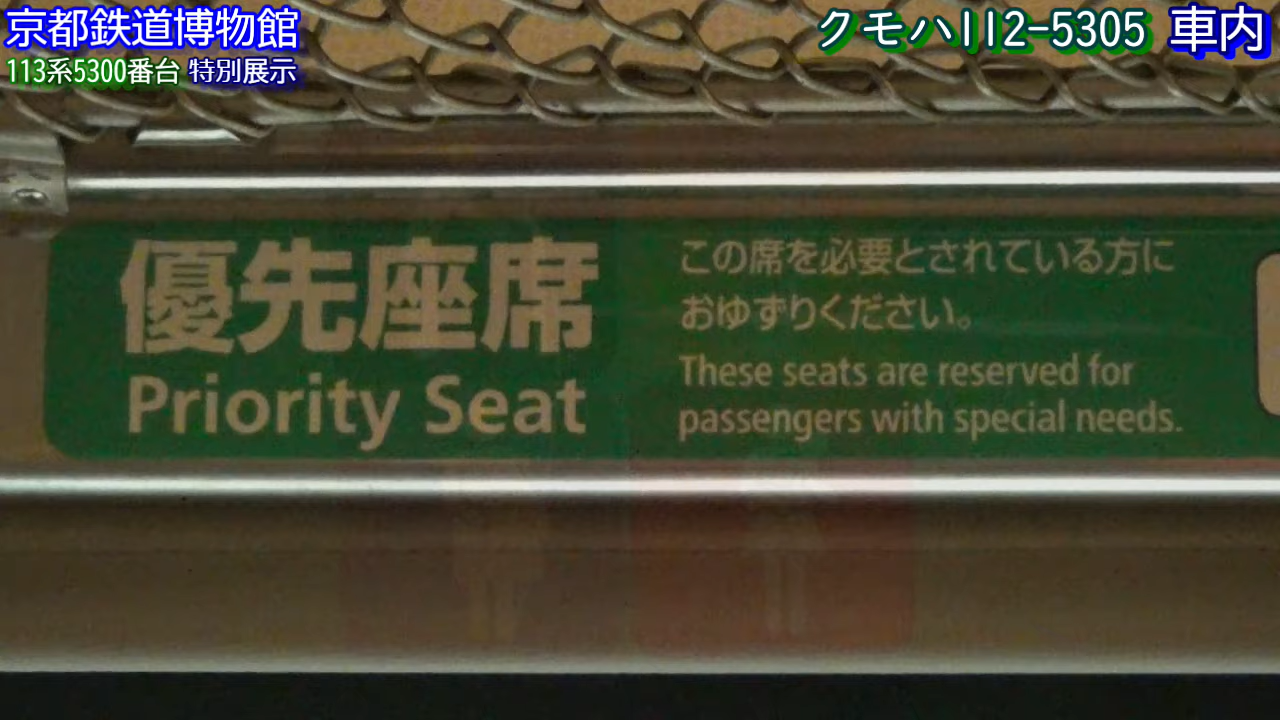 京都鉄道博物館
113系5300番台 特別展示
クモハ112-5305 車内
優先座席
Priority Seat
この席を必要とされている方に
おゆずりください。
These seats are reserved for
passengers with special needs.